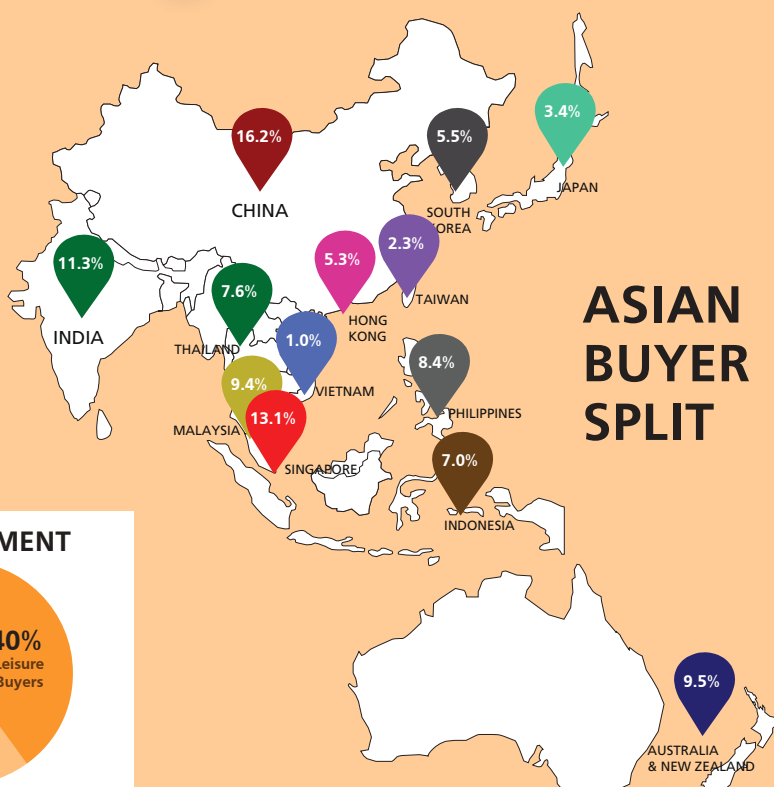 3.4%
16.2%
5.5%
JAPAN
CHINA
SOUTH
KOREA
2.3%
5.3%
11.3%
7.6%
TAIWAN
HONG
KONG
INDIA
THAILAND
1.0%
8.4%
9.4%
VIETNAM
13.1%
PHILIPPINES
MALAYSIA
SINGAPORE
7.0%
INDONESIA
ASIAN
BUYER
SPLIT
40%
Leisure
Buyers
9.5%
AUSTRALIA
& NEW ZEALAND